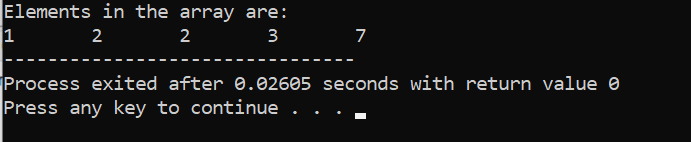 Elements in the array are:
1 2 2 3 7
--------------------------------
Process exited after 0.02605 seconds with return value 0
Press any key to continue . . .